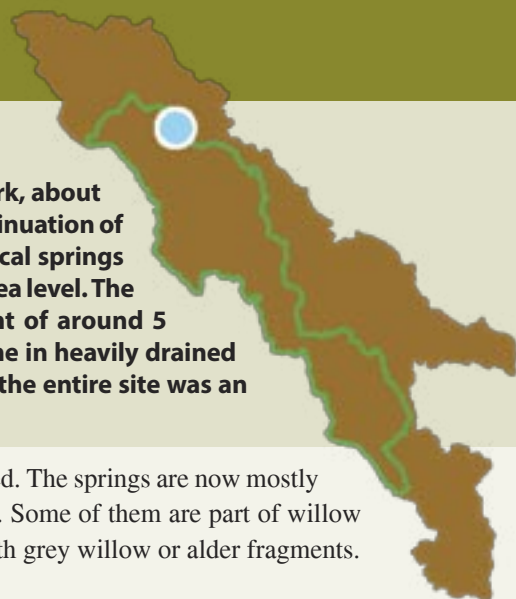 rk, about
inuation of
cal springs
ea level. The
nt of around 5
ne in heavily drained
the entire site was an
ed. The springs are now mostly
. Some of them are part of willow
th grey willow or alder fragments.